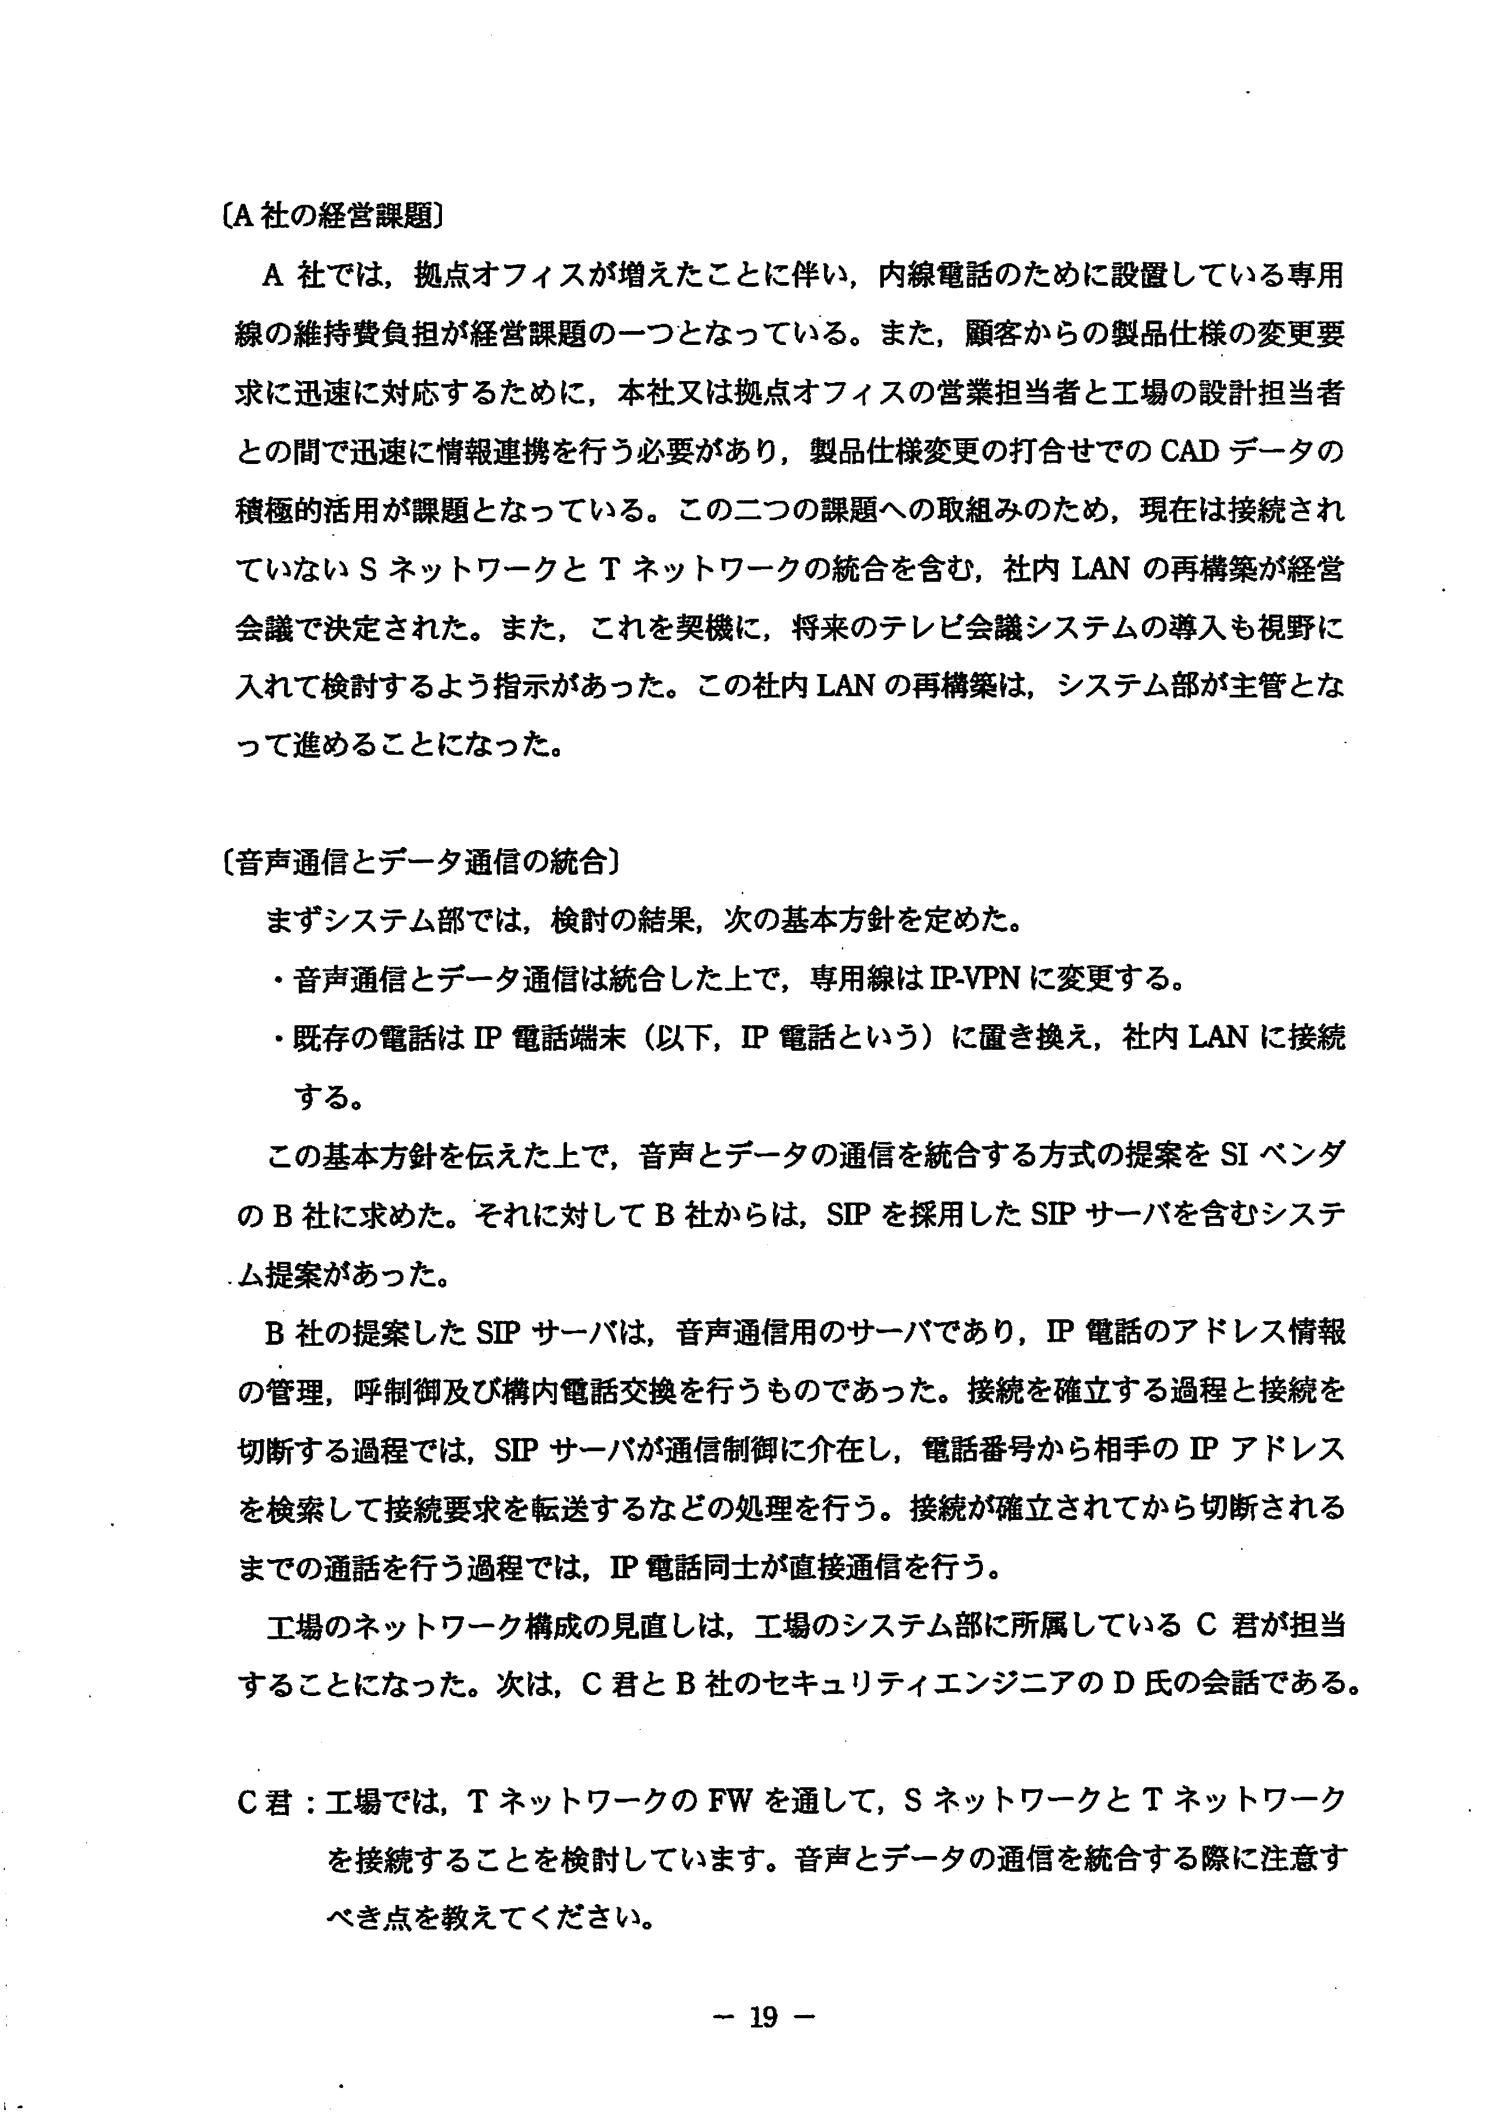 〔A 社の経営課題〕
A 社では，拠点オフィスが増えたことに伴い，内線電話のために設置している専用
線の維持費負担が経営課題の一つとなっている。また，顧客からの製品仕様の変更要
求に迅速に対応するために，本社又は拠点オフィスの営業担当者と工場の設計担当者
との間で迅速に情報連携を行う必要があり，製品仕様変更の打合せでの CAD データの
積極的活用が課題となっている。この二つの課題への取組みのため，現在は接続され
ていない S ネットワークと T ネットワークの統合を含む，社内 LAN の再構築が経営
会議で決定された。また，これを契機に，将来のテレビ会議システムの導入も視野に
入れて検討するよう指示があった。この社内 LAN の再構築は，システム部が主管とな
って進めることになった。
〔音声通信とデータ通信の統合〕
まずシステム部では，検討の結果，次の基本方針を定めた。
・音声通信とデータ通信は統合した上で，専用線は IP-VPN に変更する。
・既存の電話は IP 電話端末（以下，IP 電話という）に置き換え，社内 LAN に接続
する。
この基本方針を伝えた上で，音声とデータの通信を統合する方式の提案を SI ベンダ
の B 社に求めた。それに対して B 社からは，SIP を採用した SIP サーバを含むシステ
ム提案があった。
B 社の提案した SIP サーバは，音声通信用のサーバであり，IP 電話のアドレス情報
の管理，呼制御及び構内電話交換を行うものであった。接続を確立する過程と接続を
切断する過程では，SIP サーバが通信制御に介在し，電話番号から相手の IP アドレス
を検索して接続要求を転送するなどの処理を行う。接続が確立されてから切断される
までの通話を行う過程では，IP 電話同士が直接通信を行う。
工場のネットワーク構成の見直しは，工場のシステム部に所属している C 君が担当
することになった。次は，C 君と B 社のセキュリティエンジニアの D 氏の会話である。
C 君：工場では，T ネットワークの FW を通して，S ネットワークと T ネットワーク
を接続することを検討しています。音声とデータの通信を統合する際に注意す
べき点を教えてください。
－ 19 －